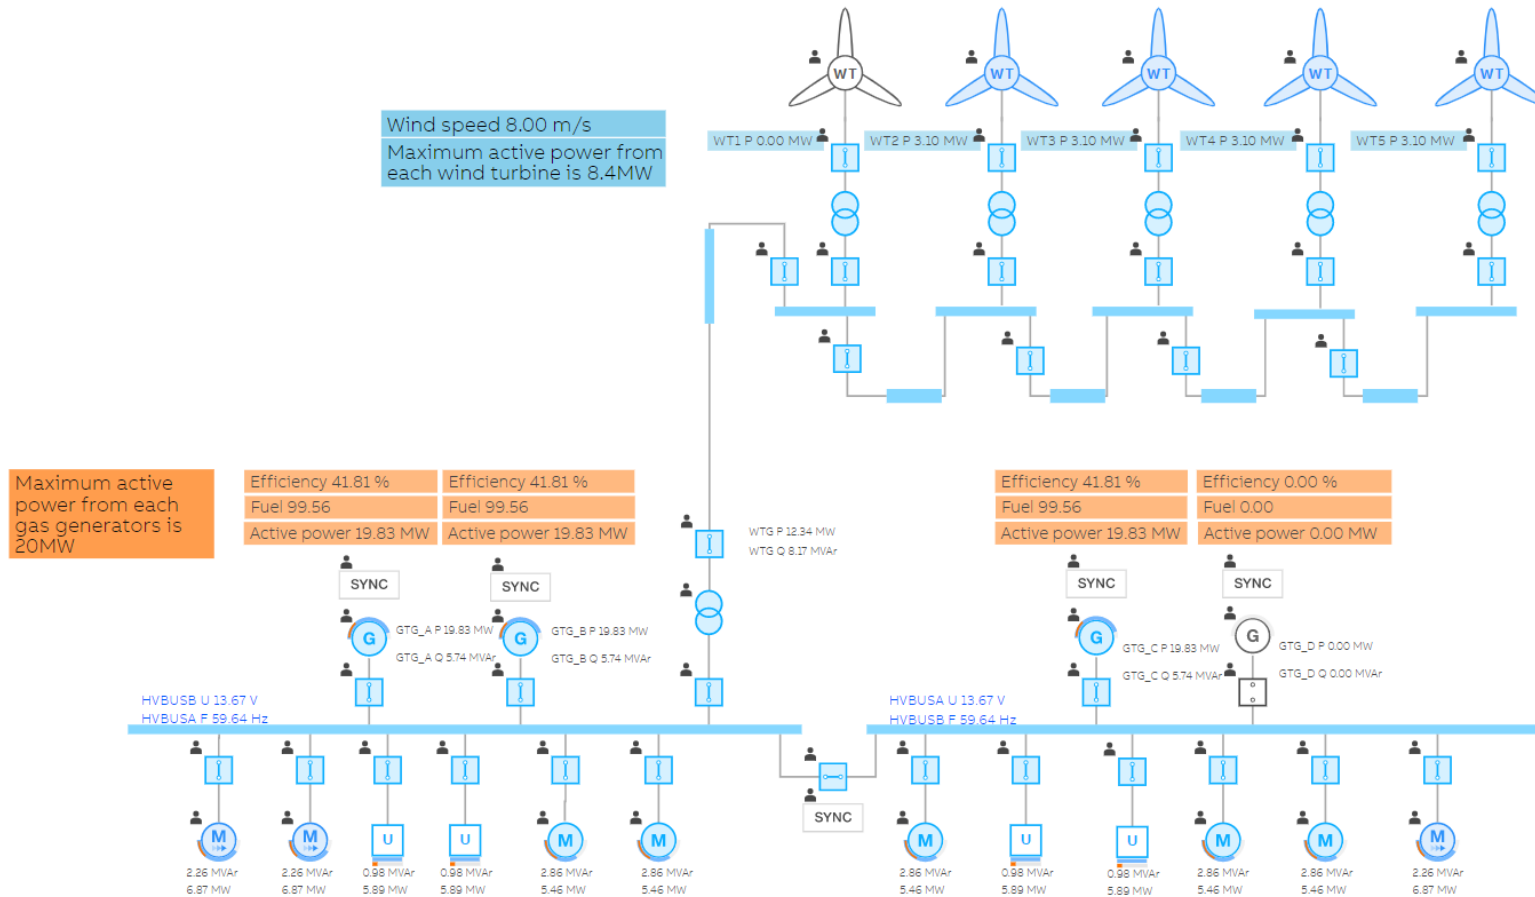 WT
WT
WT
WT
WT
Wind speed 8.00 m/s
Maximum active power from
each wind turbine is 8.4MW
WT1 P 0.00 MW
WT2 P 3.10 MW
WT3 P 3.10 MW
WT4 P 3.10 MW
WT5 P 3.10 MW
Maximum active
power from each
gas generators is
20MW
Efficiency 41.81 %
Fuel 99.56
Active power 19.83 MW
Efficiency 41.81 %
Fuel 99.56
Active power 19.83 MW
WTG P 12.34 MW
WTG Q 8.17 MVAr
Efficiency 41.81 %
Fuel 99.56
Active power 19.83 MW
Efficiency 0.00 %
Fuel 0.00
Active power 0.00 MW
SYNC
SYNC
SYNC
SYNC
G
GTG_A P 19.83 MW
GTG_A Q 5.74 MVAr
G
GTG_B P 19.83 MW
GTG_B Q 5.74 MVAr
G
GTG_C P 19.83 MW
GTG_C Q 5.74 MVAr
G
GTG_D P 0.00 MW
GTG_D Q 0.00 MVAr
HVBUSB U 13.67 V
HVBUSA F 59.64 Hz
HVBUSA U 13.67 V
HVBUSB F 59.64 Hz
SYNC
M
2.26 MVAr
6.87 MW
M
2.26 MVAr
6.87 MW
U
0.98 MVAr
5.89 MW
U
0.98 MVAr
5.89 MW
M
2.86 MVAr
5.46 MW
M
2.86 MVAr
5.46 MW
M
2.86 MVAr
5.46 MW
U
0.98 MVAr
5.89 MW
U
0.98 MVAr
5.89 MW
M
2.86 MVAr
5.46 MW
M
2.86 MVAr
5.46 MW
M
2.26 MVAr
6.87 MW